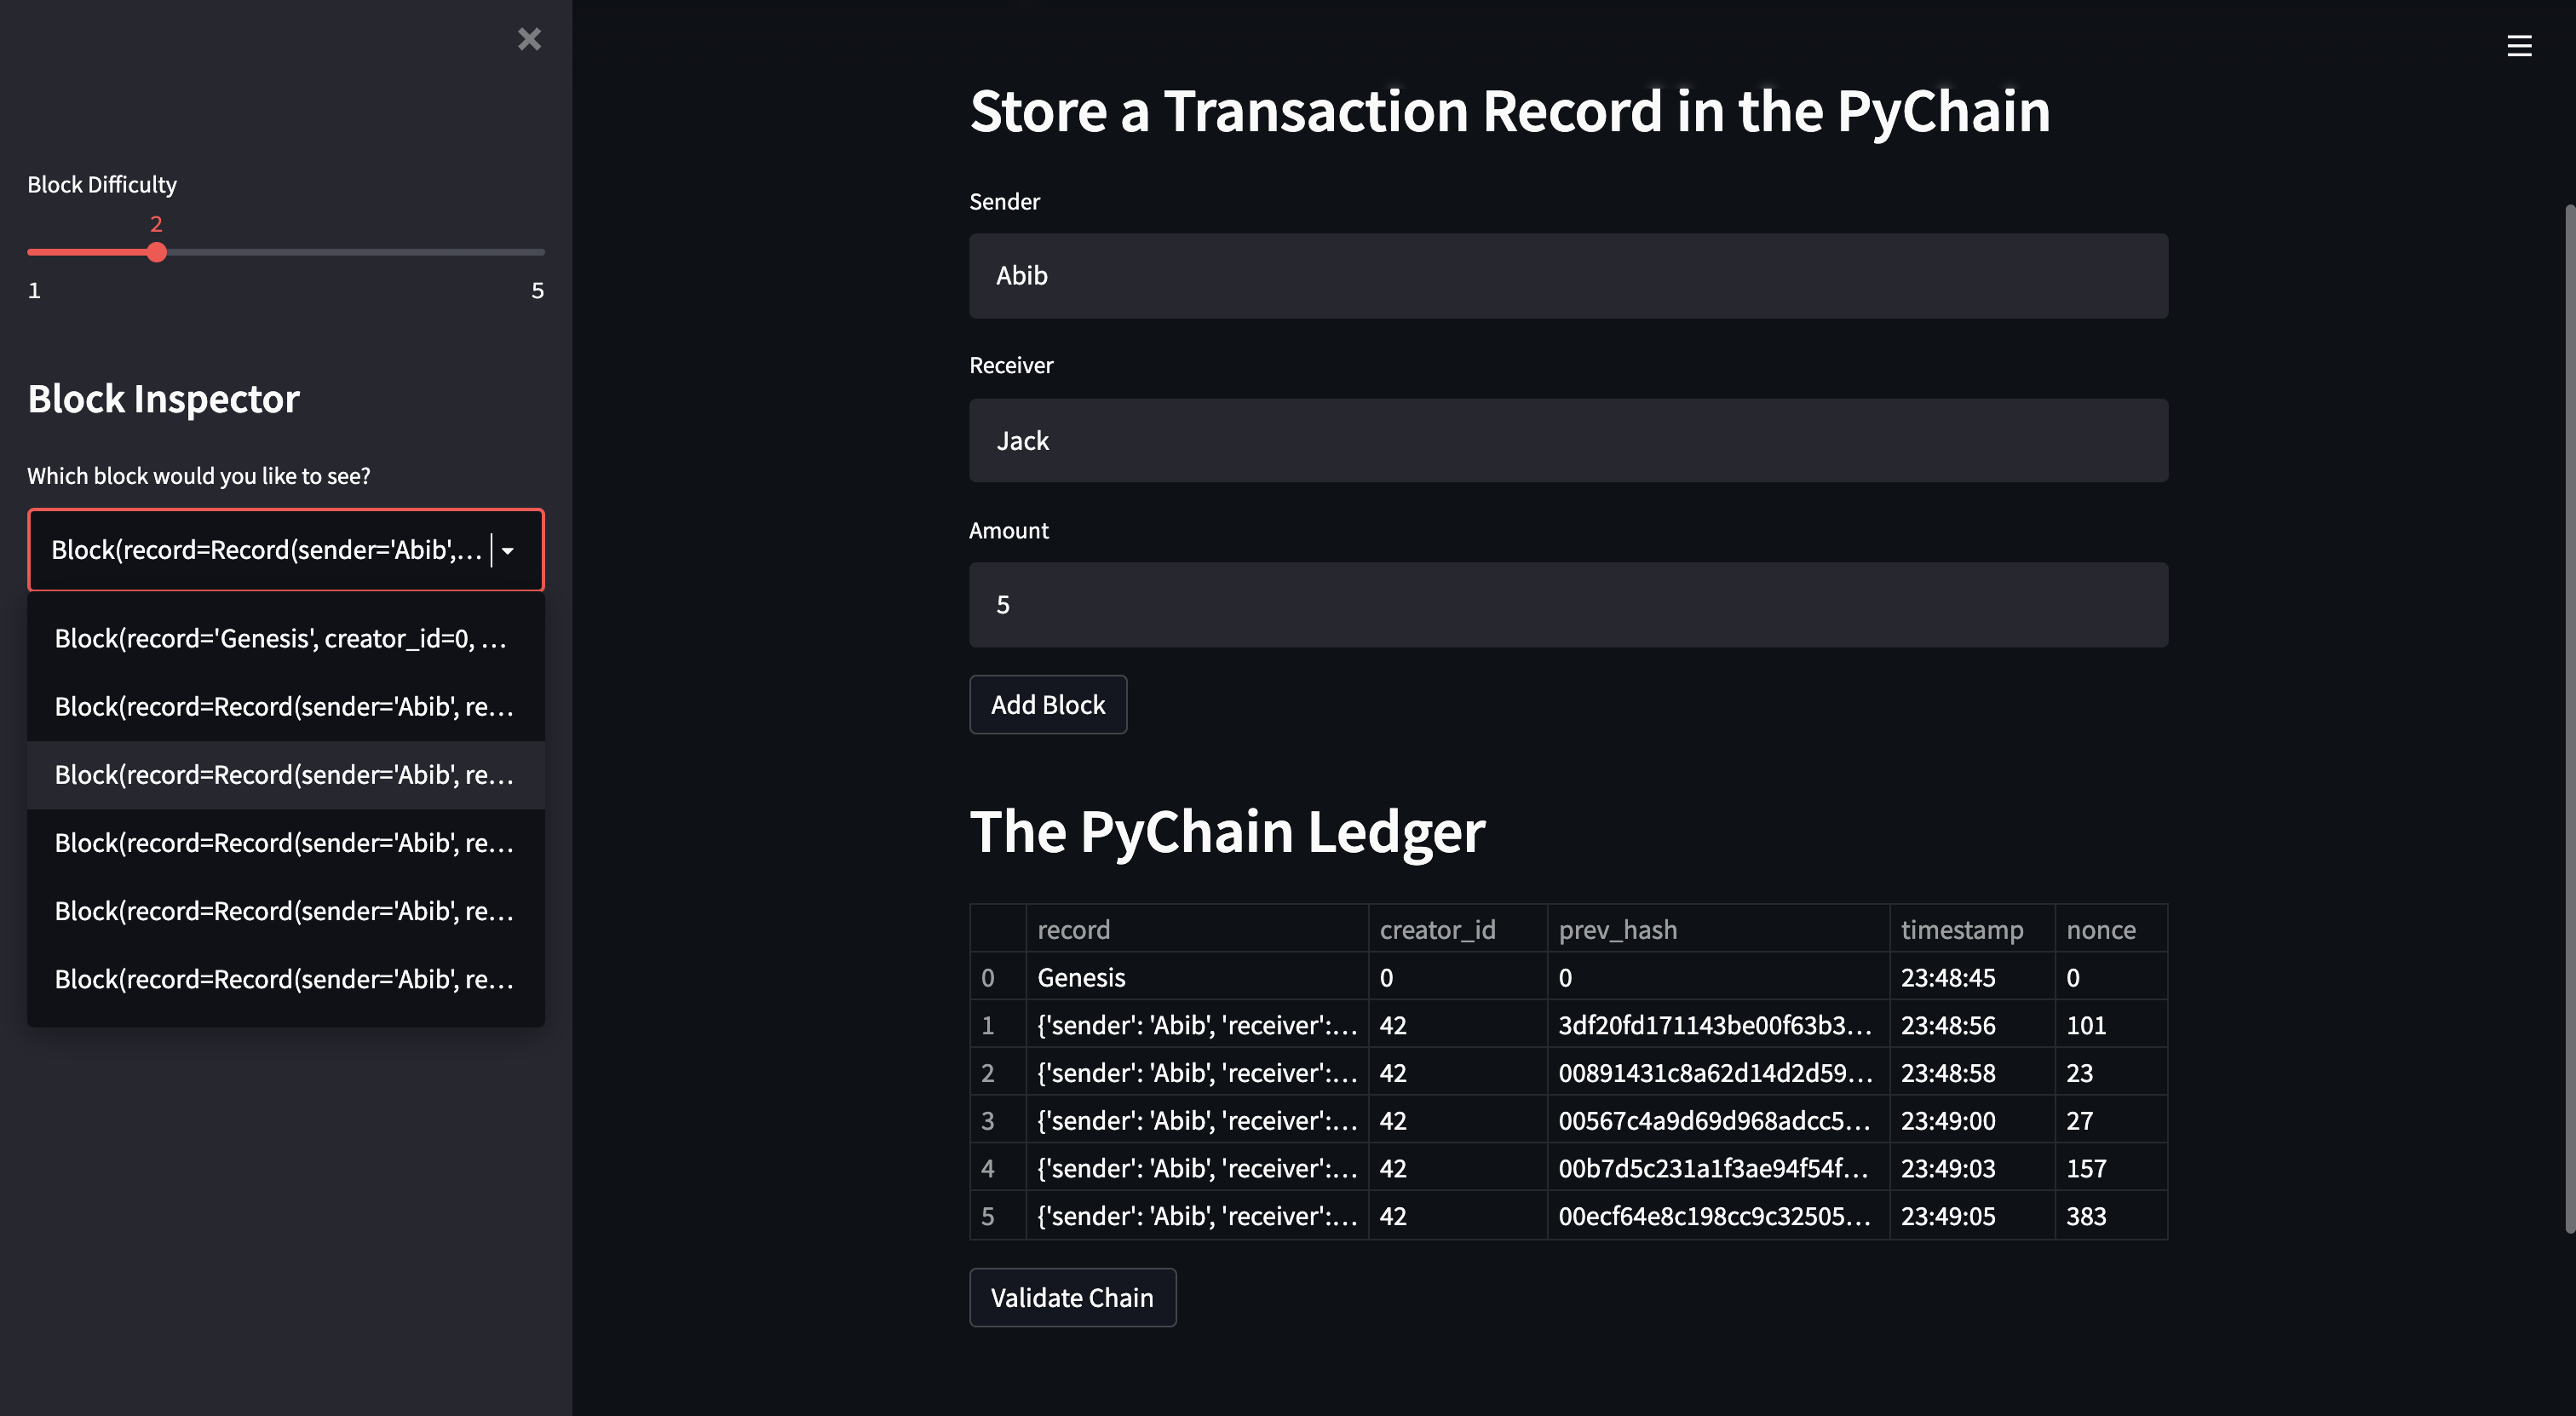 Block Difficulty
2
1 5
Block Inspector
Which block would you like to see?
Block(record=Record(sender='Abib',...
Block(record='Genesis', creator_id=0, ...
Block(record=Record(sender='Abib', re...
Block(record=Record(sender='Abib', re...
Block(record=Record(sender='Abib', re...
Block(record=Record(sender='Abib', re...
Block(record=Record(sender='Abib', re...
Store a Transaction Record in the PyChain
Sender
Abib
Receiver
Jack
Amount
5
Add Block
The PyChain Ledger
record creator_id prev_hash timestamp nonce
0 Genesis 0 0 23:48:45 0
1 {'sender': 'Abib', 'receiver':... 42 3df20fd171143be00f63b3... 23:48:56 101
2 {'sender': 'Abib', 'receiver':... 42 00891431c8a62d14d2d59... 23:48:58 23
3 {'sender': 'Abib', 'receiver':... 42 00567c4a9d69d968adcc5... 23:49:00 27
4 {'sender': 'Abib', 'receiver':... 42 00b7d5c231a1f3ae94f54f... 23:49:03 157
5 {'sender': 'Abib', 'receiver':... 42 00ecf64e8c198cc9c32505... 23:49:05 383
Validate Chain